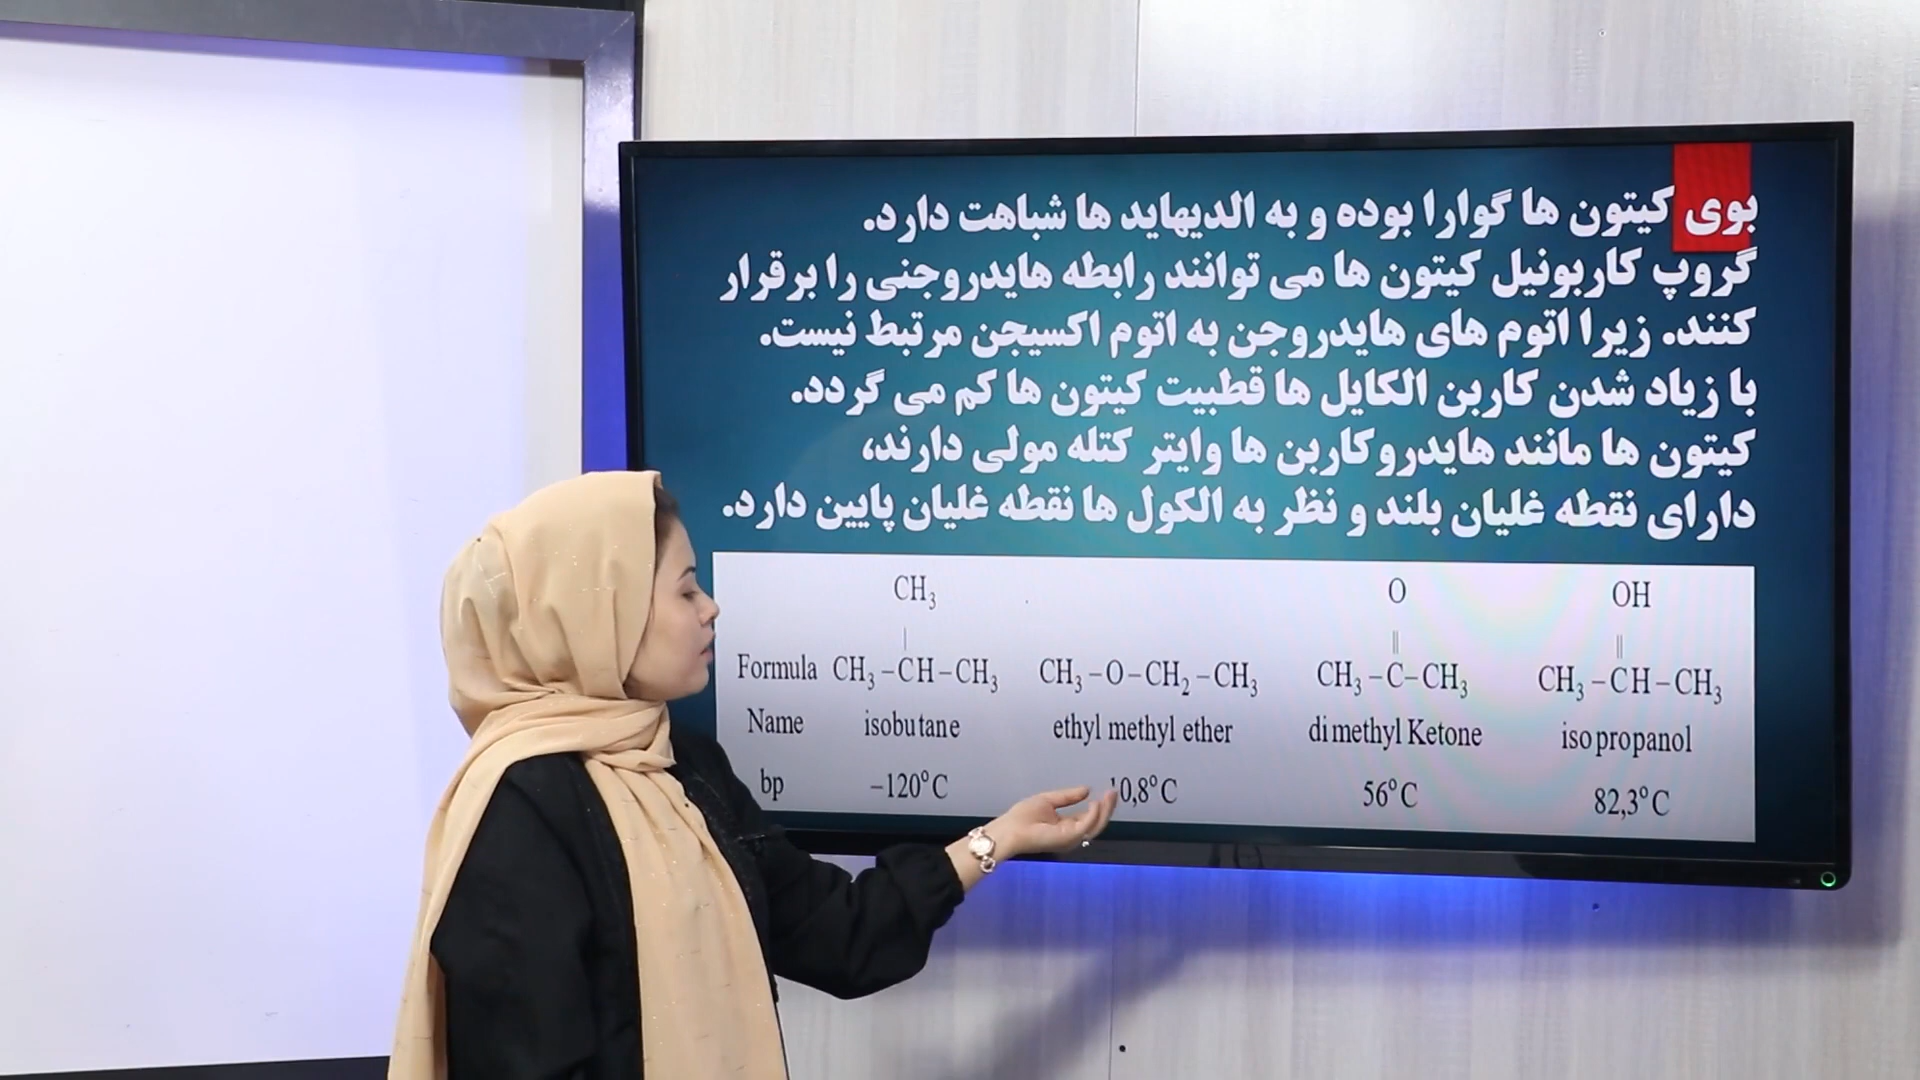 بوی کیتون ها گوارا بوده و به الدیهاید ها شباهت دارد.
گروپ کاربونیل کیتون ها می توانند رابطه هایدروجنی را برقرار
کنند. زیرا اتوم های هایدروجن به اتوم اکسیجن مرتبط نیست.
با زیاد شدن کاربن الکایل ها قطبیت کیتون ها کم می گردد.
کیتون ها مانند هایدروکاربن ها وایتر کتله مولی دارند،
دارای نقطه غلیان بلند و نظر به الکول ها نقطه غلیان پایین دارد.
CH₃ O OH
| || ||
Formula CH₃–CH–CH₃ CH₃–O–CH₂–CH₃ CH₃–C–CH₃ CH₃–CH–CH₃
Name isobutane ethyl methyl ether dimethyl Ketone isopropanol
bp –120°C 10,8°C 56°C 82,3°C